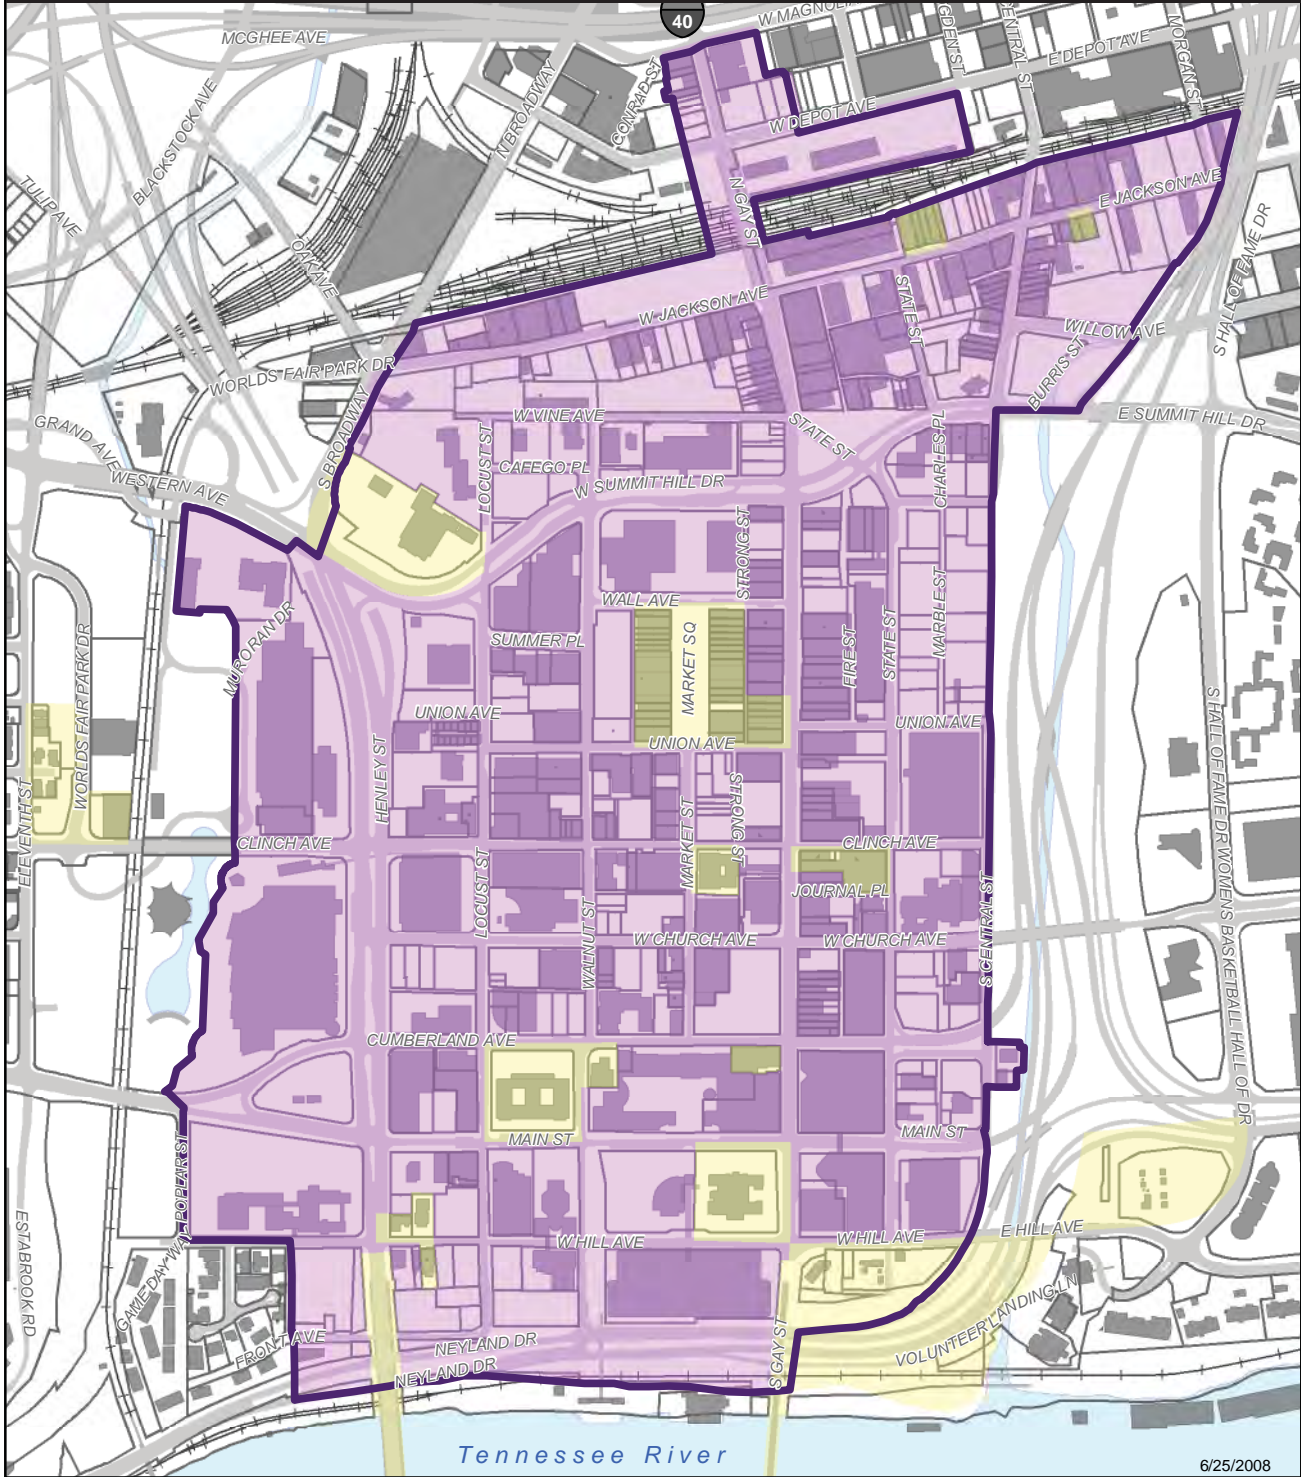 40
W MAGNOLI
MCGHEE AVE
GDEN ST
ENTRAL ST
E DEPOT AVE
MORGAN ST
N BROADWAY
CONRAD ST
BLACKSTOCK AVE
W DEPOT AVE
TULIP AVE
N GAY ST
E JACKSON AVE
OAK AVE
S HALL OF FAME DR
W JACKSON AVE
STATE ST
WILLOW AVE
WORLDS FAIR PARK DR
BURRIS ST
S BROADWAY
W VINE AVE
STATE ST
CHARLES PL
E SUMMIT HILL DR
GRAND AVE
LOCUST ST
CAFEGO PL
W SUMMIT HILL DR
WESTERN AVE
STRONG ST
WALL AVE
MARBLE ST
MURORAN DR
SUMMER PL
MARKET SQ
FIRE ST
STATE ST
WORLDS FAIR PARK DR
UNION AVE
UNION AVE
UNION AVE
S HALL OF FAME DR
HENLEY ST
MARKET ST
STRONG ST
ELEVENTH ST
CLINCH AVE
CLINCH AVE
LOCUST ST
JOURNAL PL
WALNUT ST
W CHURCH AVE
W CHURCH AVE
S CENTRAL ST
WOMENS BASKETBALL HALL OF DR
CUMBERLAND AVE
MAIN ST
MAIN ST
POPLAR ST
GAMEDAY WAY
W HILL AVE
W HILL AVE
E HILL AVE
ESTABROOK RD
FRONT AVE
NEYLAND DR
NEYLAND DR
S GAY ST
VOLUNTEER LANDING LN
Tennessee River
6/25/2008